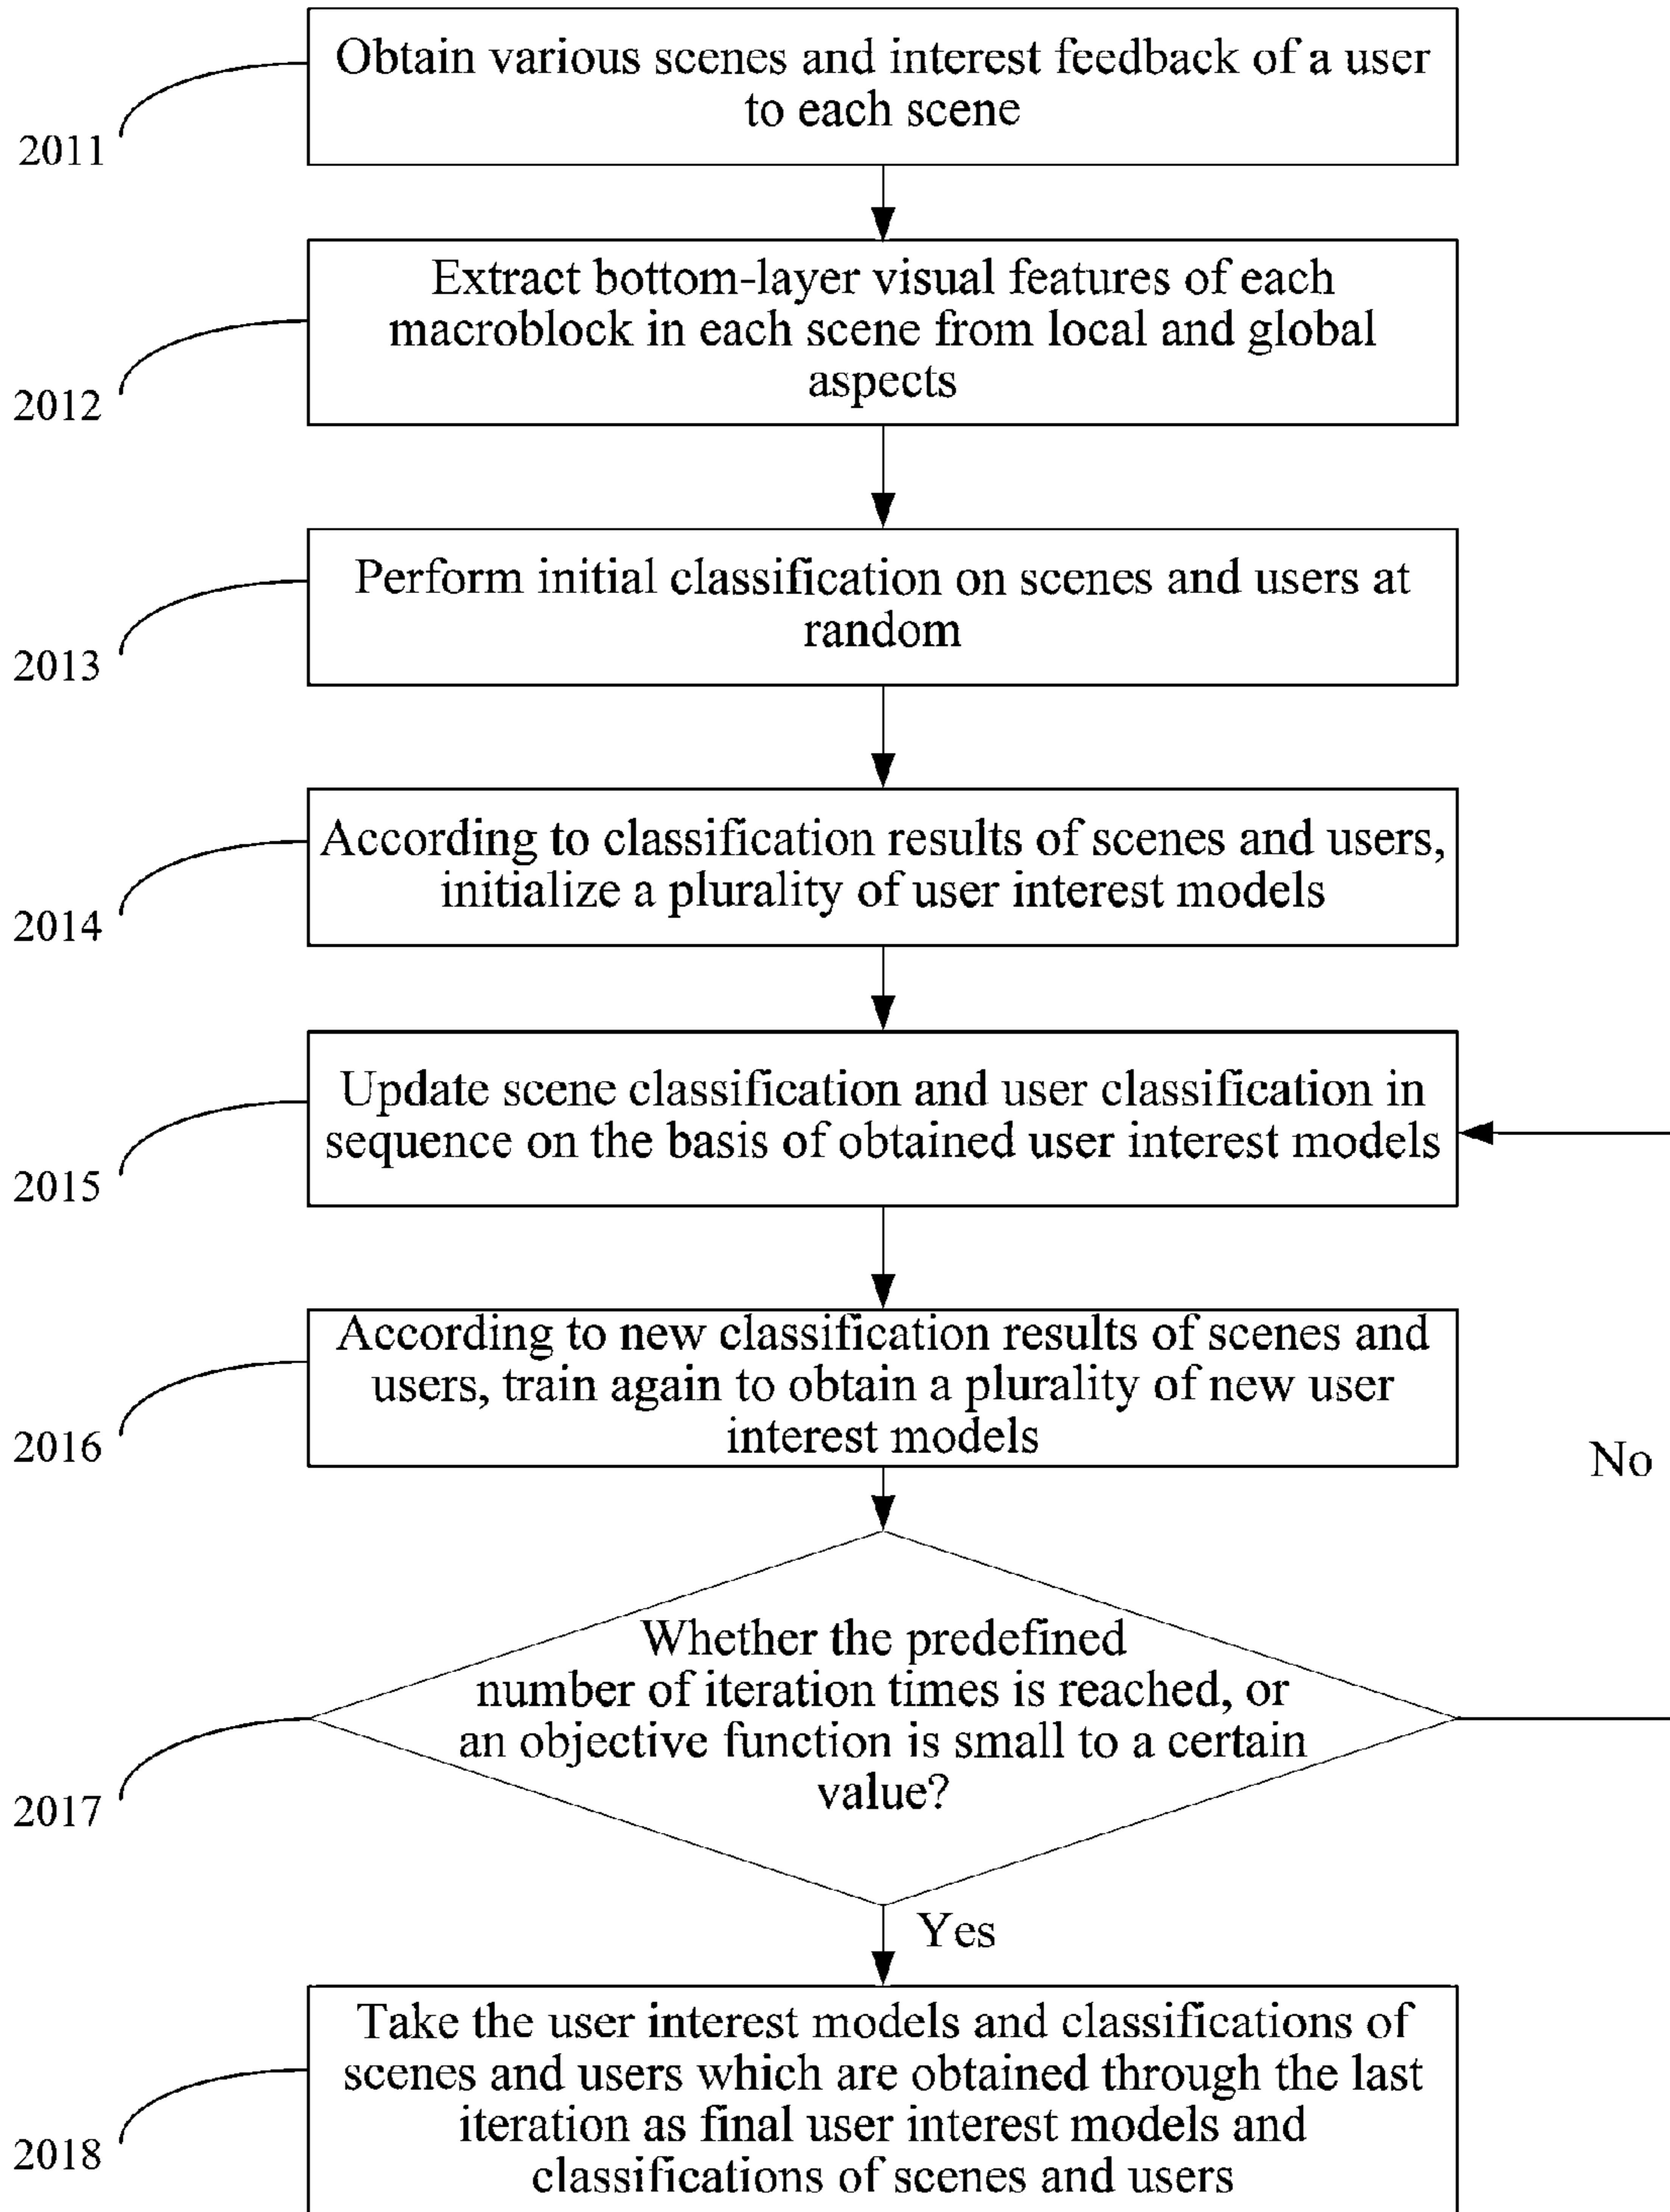 Obtain various scenes and interest feedback of a user
to each scene
2011
Extract bottom-layer visual features of each
macroblock in each scene from local and global
aspects
2012
Perform initial classification on scenes and users at
random
2013
According to classification results of scenes and users,
initialize a plurality of user interest models
2014
Update scene classification and user classification in
sequence on the basis of obtained user interest models
2015
According to new classification results of scenes and
users, train again to obtain a plurality of new user
interest models
2016
No
Whether the predefined
number of iteration times is reached, or
an objective function is small to a certain
value?
2017
Yes
Take the user interest models and classifications of
scenes and users which are obtained through the last
iteration as final user interest models and
classifications of scenes and users
2018